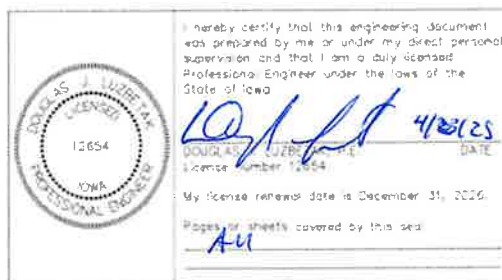 DOUGLAS J. LUZBETAK
LICENSED
12654
IOWA
PROFESSIONAL ENGINEER
I hereby certify that this engineering document
was prepared by me or under my direct personal
supervision and that I am a duly licensed
Professional Engineer under the laws of the
State of Iowa
DOUGLAS J. LUZBETAK, P.E. DATE
License number 12654
My license renewal date is December 31, 2026.
Pages or sheets covered by this seal:
All